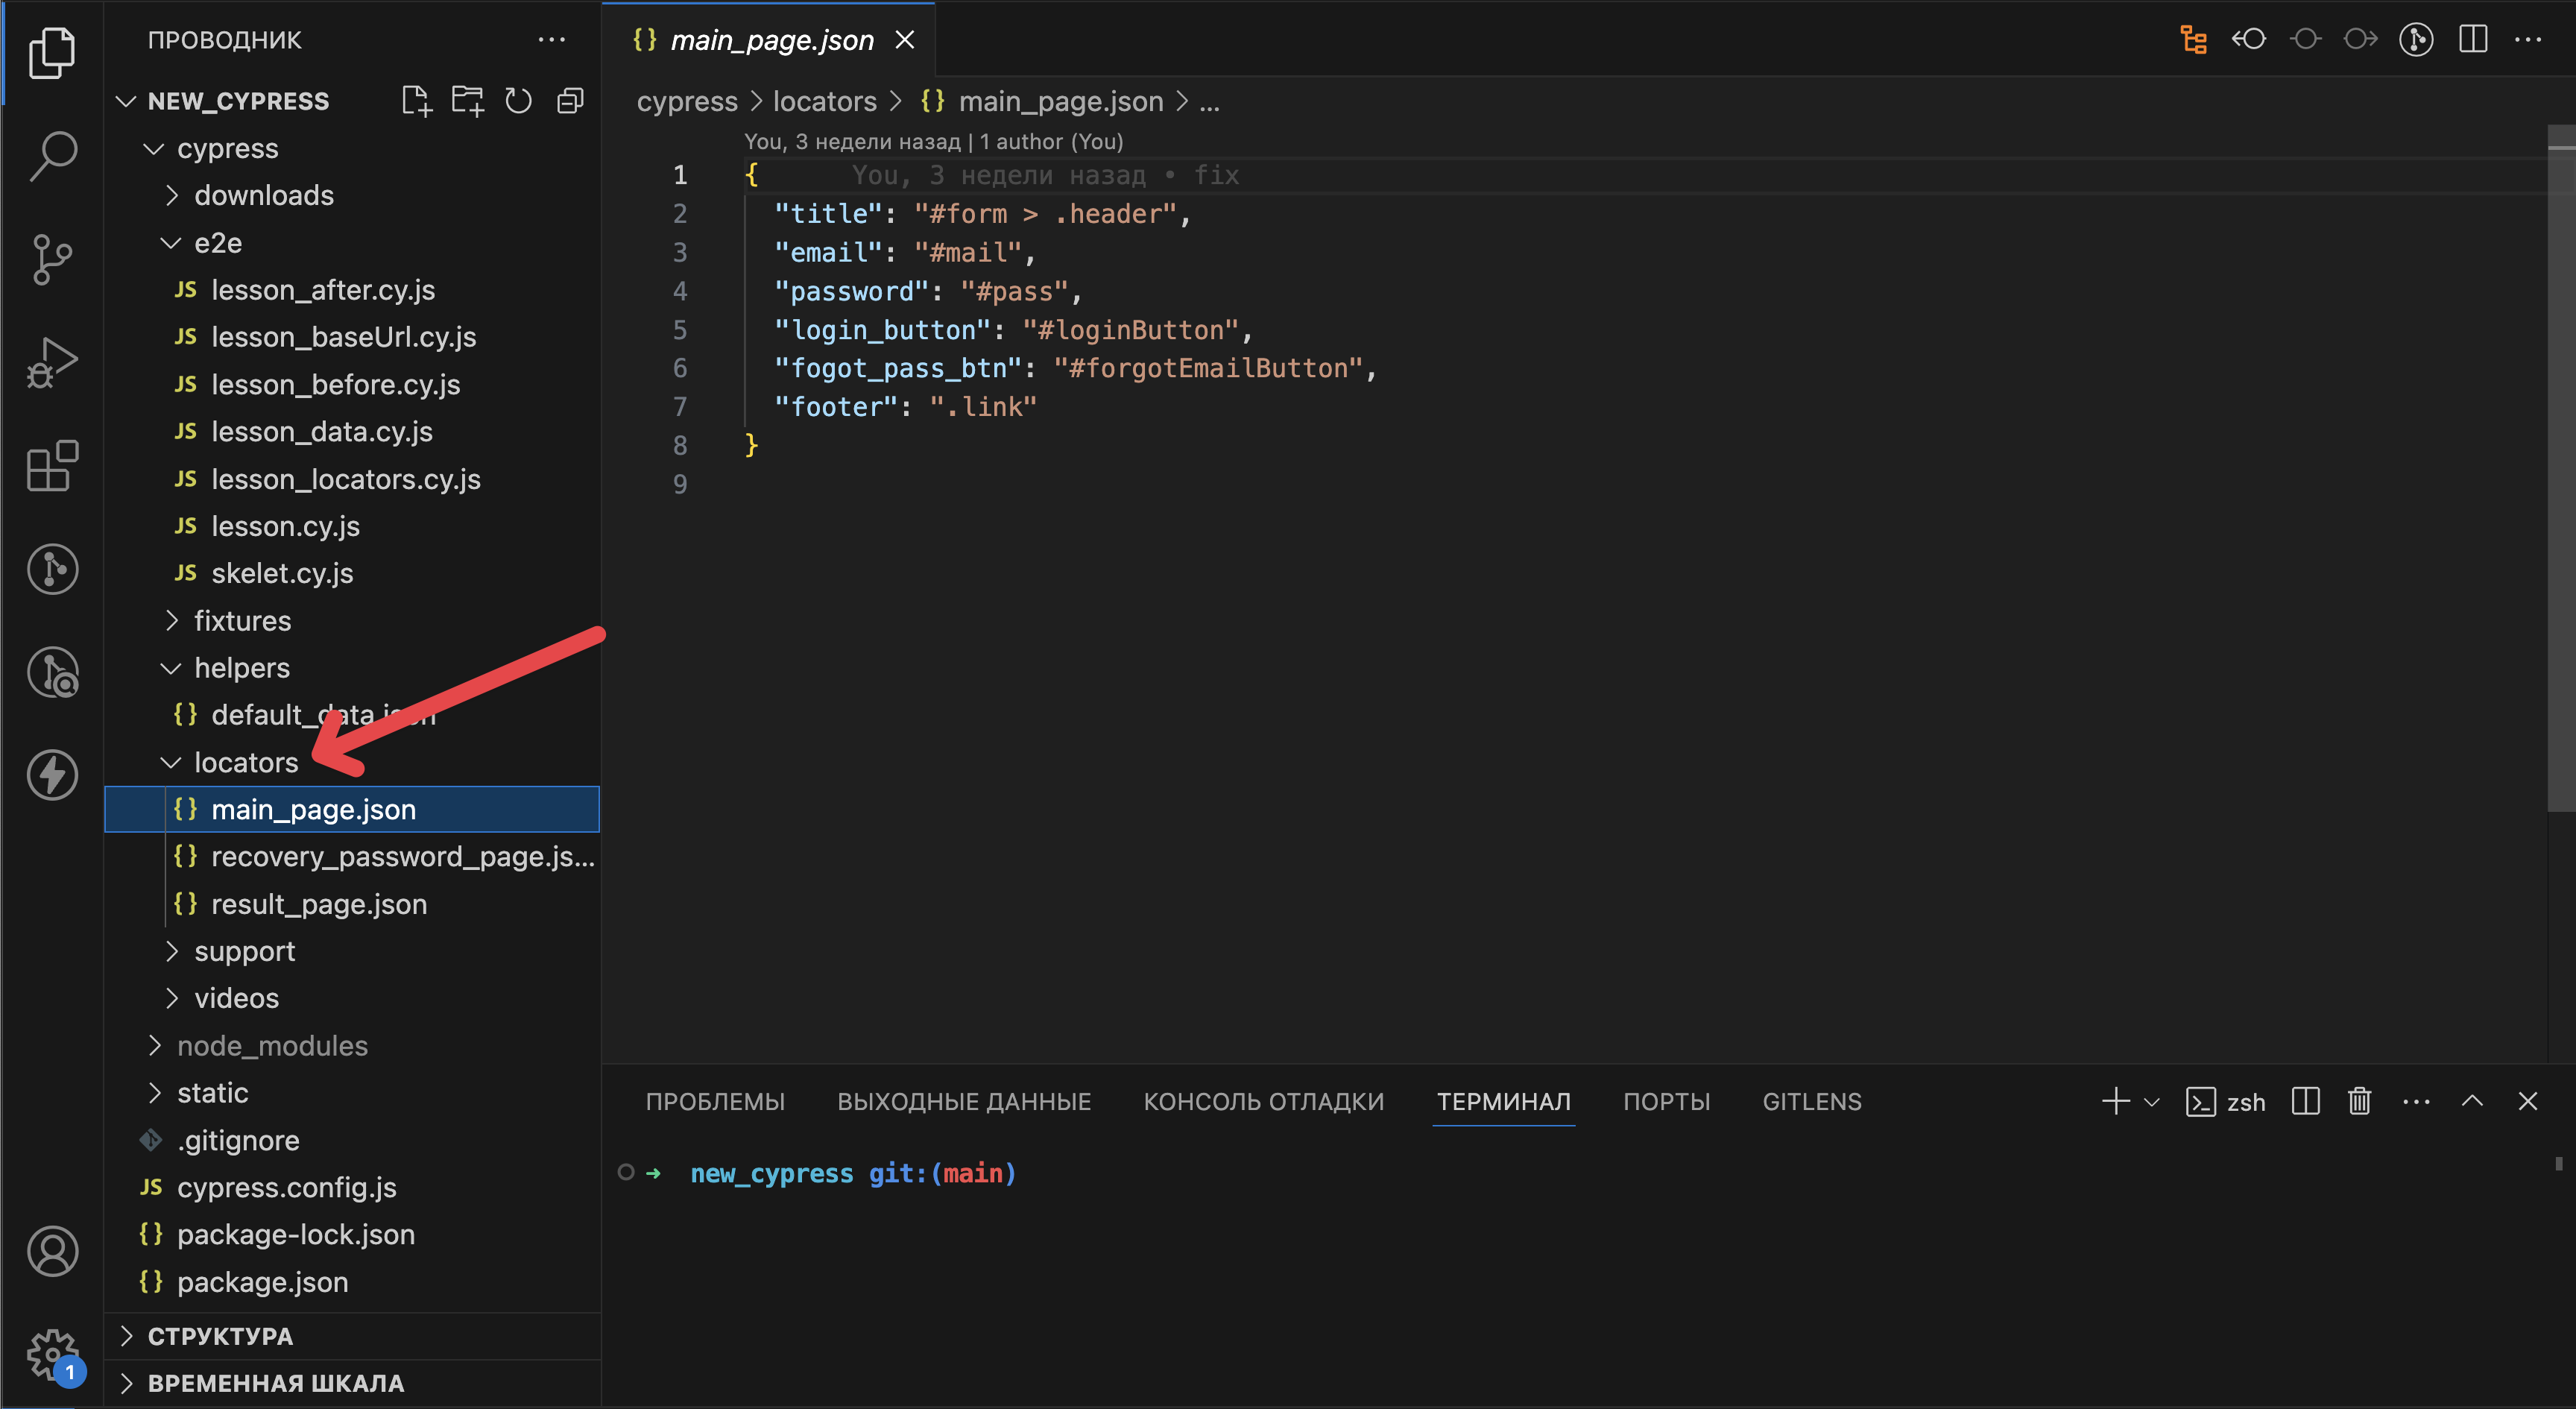 ПРОВОДНИК
NEW_CYPRESS
cypress
downloads
e2e
JS lesson_after.cy.js
JS lesson_baseUrl.cy.js
JS lesson_before.cy.js
JS lesson_data.cy.js
JS lesson_locators.cy.js
JS lesson.cy.js
JS skelet.cy.js
fixtures
helpers
{} default_data.json
locators
{} main_page.json
{} recovery_password_page.js...
{} result_page.json
support
videos
node_modules
static
.gitignore
JS cypress.config.js
{} package-lock.json
{} package.json
СТРУКТУРА
ВРЕМЕННАЯ ШКАЛА
1
{} main_page.json
cypress > locators > {} main_page.json > ...
You, 3 недели назад | 1 author (You)
1 { You, 3 недели назад • fix
2 "title": "#form > .header",
3 "email": "#mail",
4 "password": "#pass",
5 "login_button": "#loginButton",
6 "fogot_pass_btn": "#forgotEmailButton",
7 "footer": ".link"
8 }
9
ПРОБЛЕМЫ ВЫХОДНЫЕ ДАННЫЕ КОНСОЛЬ ОТЛАДКИ ТЕРМИНАЛ ПОРТЫ GITLENS zsh
➜ new_cypress git:(main)